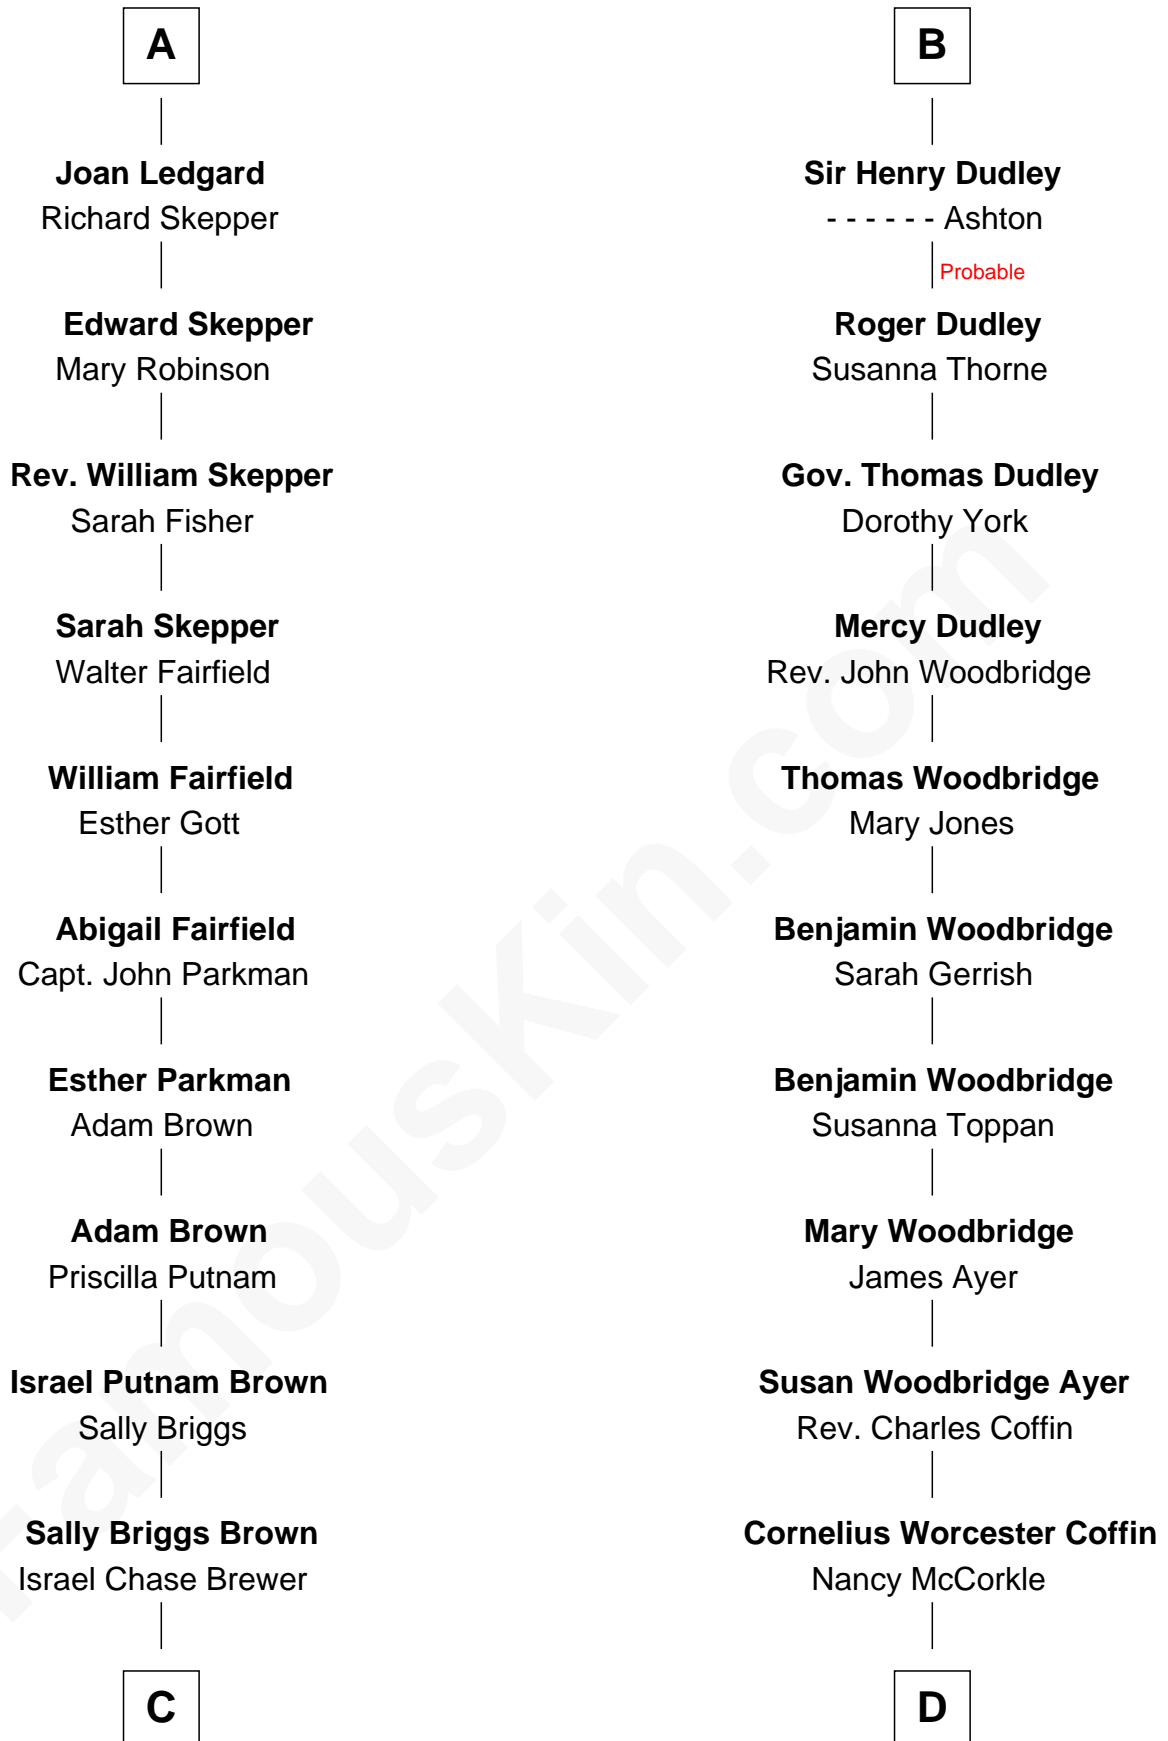 A
Joan Ledgard
Richard Skepper
Edward Skepper
Mary Robinson
Rev. William Skepper
Sarah Fisher
Sarah Skepper
Walter Fairfield
William Fairfield
Esther Gott
Abigail Fairfield
Capt. John Parkman
Esther Parkman
Adam Brown
Adam Brown
Priscilla Putnam
Israel Putnam Brown
Sally Briggs
Sally Briggs Brown
Israel Chase Brewer
C
B
Sir Henry Dudley
- - - - - - Ashton
Probable
Roger Dudley
Susanna Thorne
Gov. Thomas Dudley
Dorothy York
Mercy Dudley
Rev. John Woodbridge
Thomas Woodbridge
Mary Jones
Benjamin Woodbridge
Sarah Gerrish
Benjamin Woodbridge
Susanna Toppan
Mary Woodbridge
James Ayer
Susan Woodbridge Ayer
Rev. Charles Coffin
Cornelius Worcester Coffin
Nancy McCorkle
D
FamousKin.com